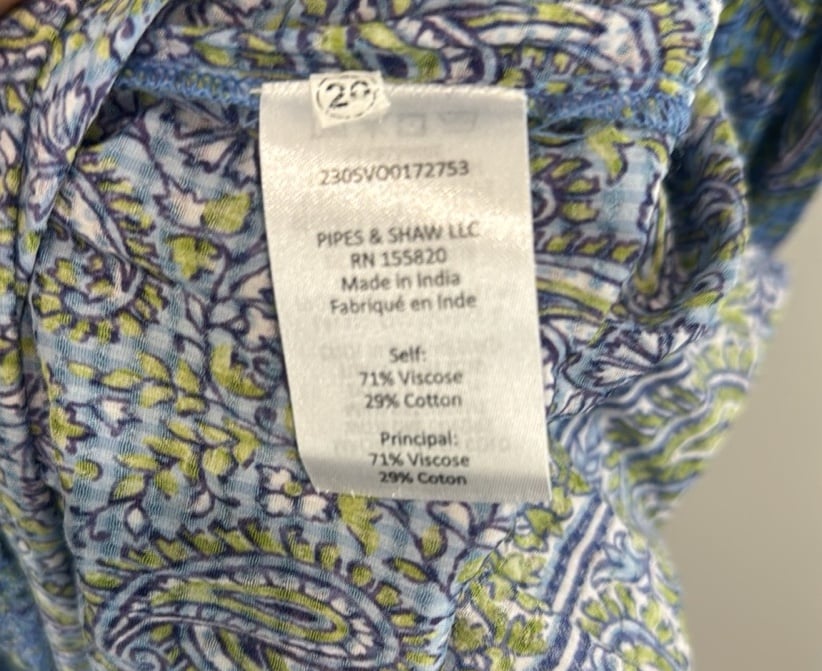 230SVO0172753
PIPES & SHAW LLC
RN 155820
Made in India
Fabriqué en Inde
Self:
71% Viscose
29% Cotton
Principal:
71% Viscose
29% Coton